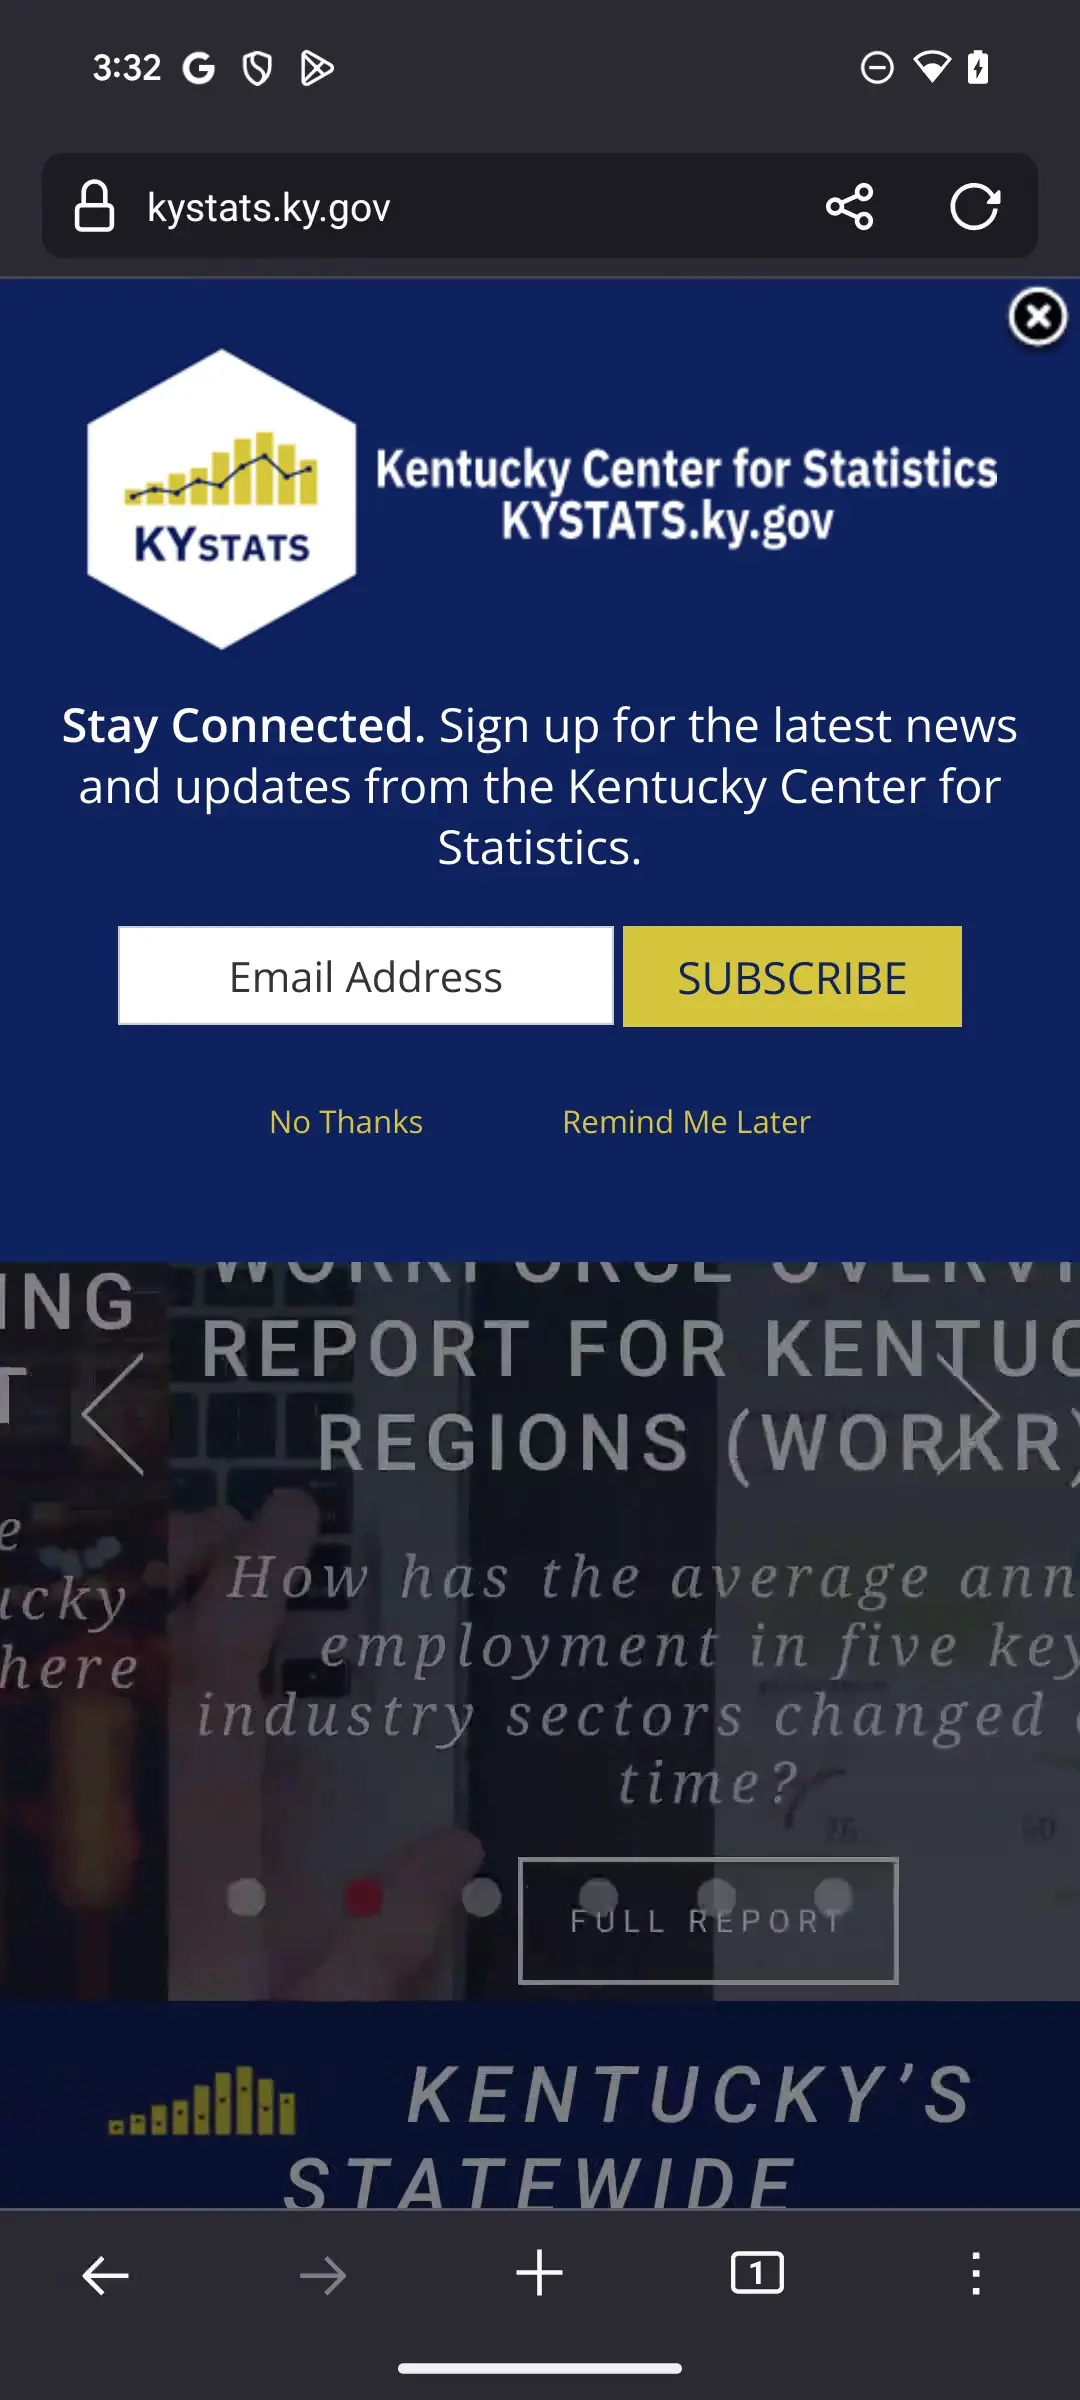 3:32
kystats.ky.gov
KYSTATS
Kentucky Center for Statistics
KYSTATS.ky.gov
Stay Connected. Sign up for the latest news
and updates from the Kentucky Center for
Statistics.
Email Address
SUBSCRIBE
No Thanks
Remind Me Later
ING
T
REPORT FOR KENTUC
REGIONS (WORKR)
e
ucky
here
How has the average ann
employment in five key
industry sectors changed
time?
FULL REPORT
KENTUCKY’S
STATEWIDE
1